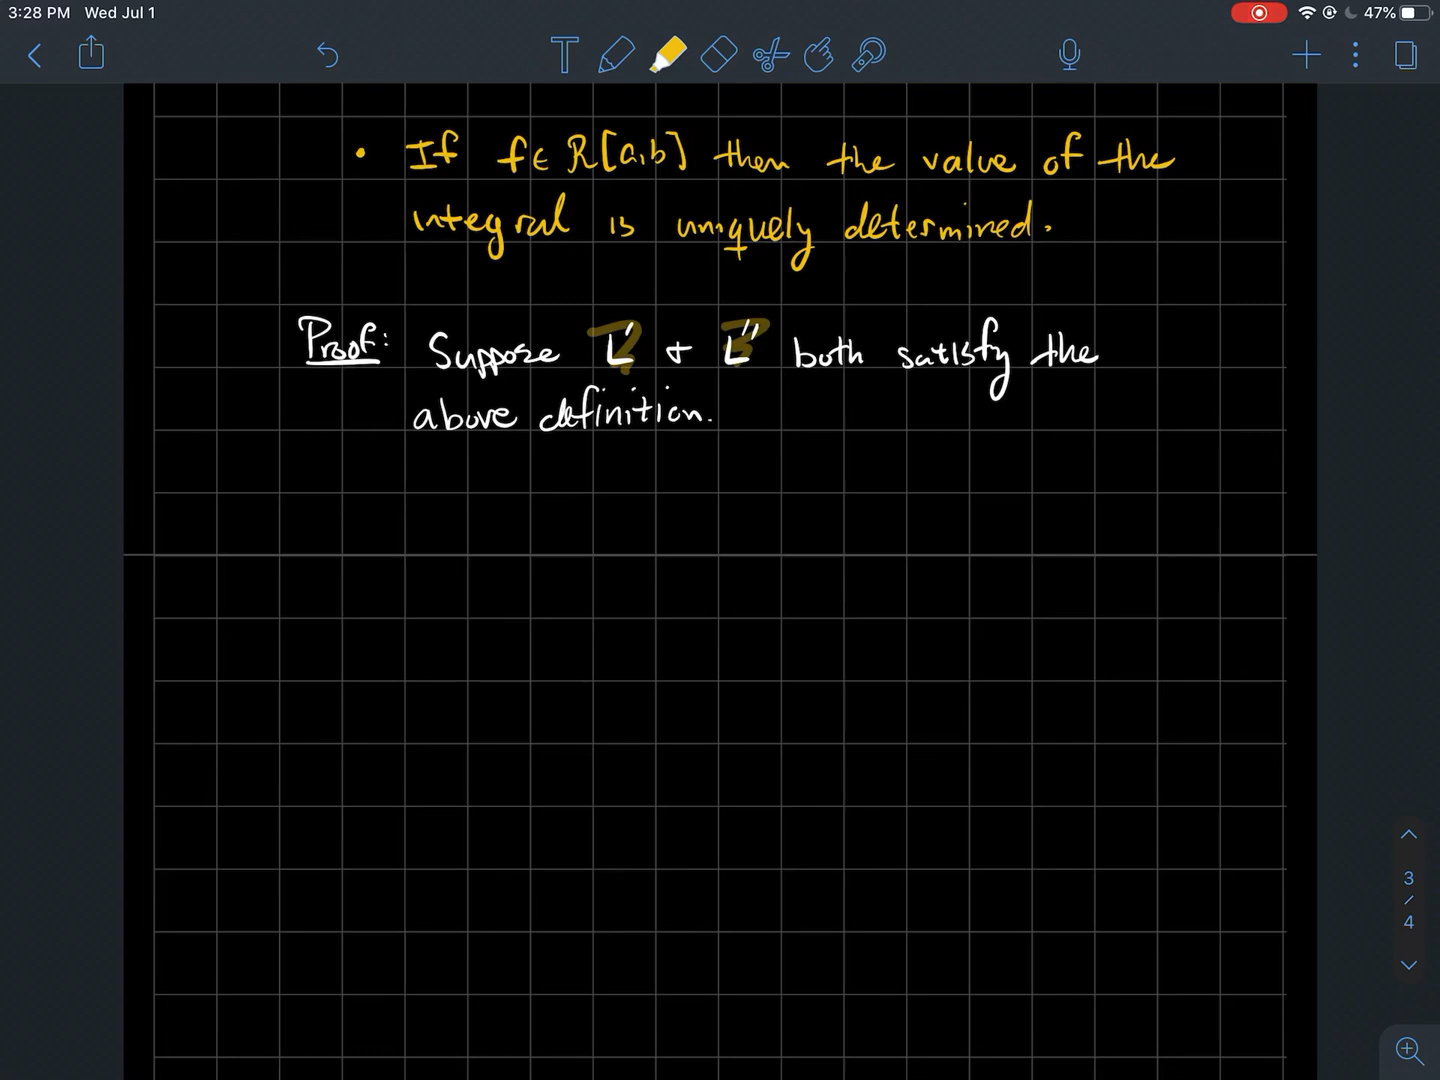 3:28 PM Wed Jul 1
47%
T
• If f∈ R[a,b] then the value of the
integral is uniquely determined.
Proof: Suppose L' + L'' both satisfy the
above definition.
3
/
4